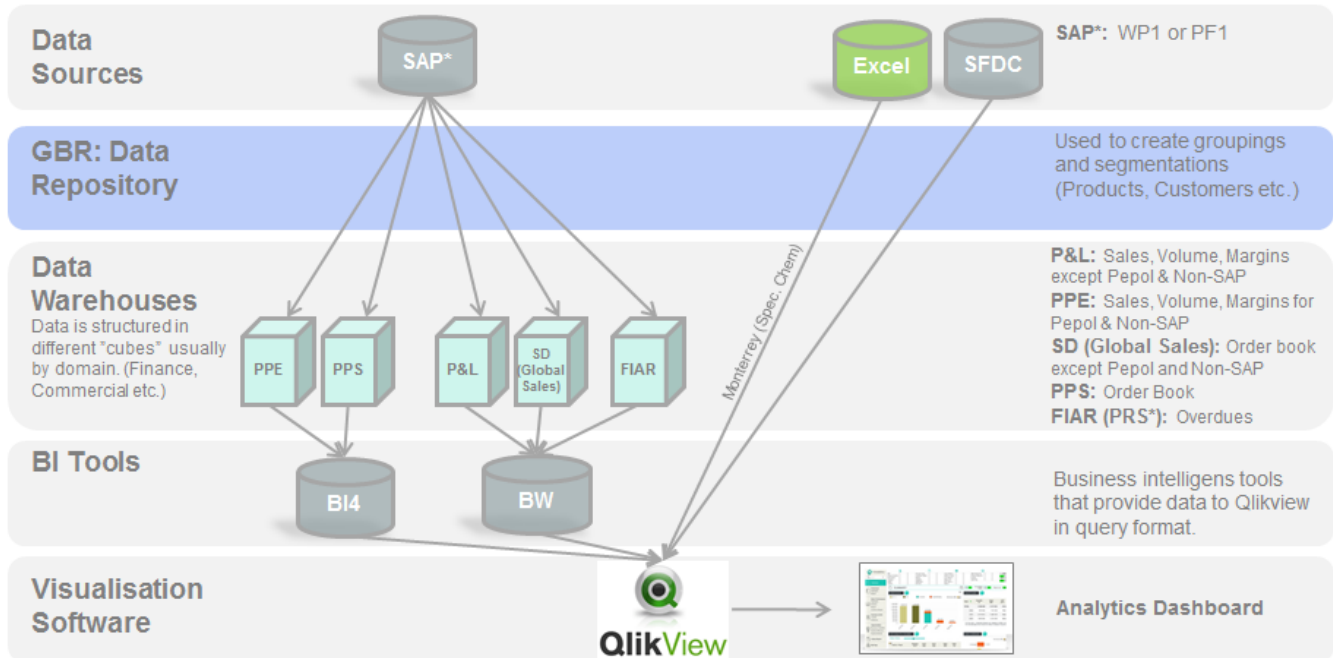 Data
Sources
SAP*
Excel
SFDC
SAP*: WP1 or PF1
GBR: Data
Repository
Used to create groupings
and segmentations
(Products, Customers etc.)
Data
Warehouses
Data is structured in
different "cubes" usually
by domain. (Finance,
Commercial etc.)
PPE
PPS
P&L
SD
(Global
Sales)
FIAR
Monterrey (Spec. Chem)
P&L: Sales, Volume, Margins
except Pepol & Non-SAP
PPE: Sales, Volume, Margins for
Pepol & Non-SAP
SD (Global Sales): Order book
except Pepol and Non-SAP
PPS: Order Book
FIAR (PRS*): Overdues
BI Tools
BI4
BW
Business intelligens tools
that provide data to Qlikview
in query format.
Visualisation
Software
QlikView
Analytics Dashboard